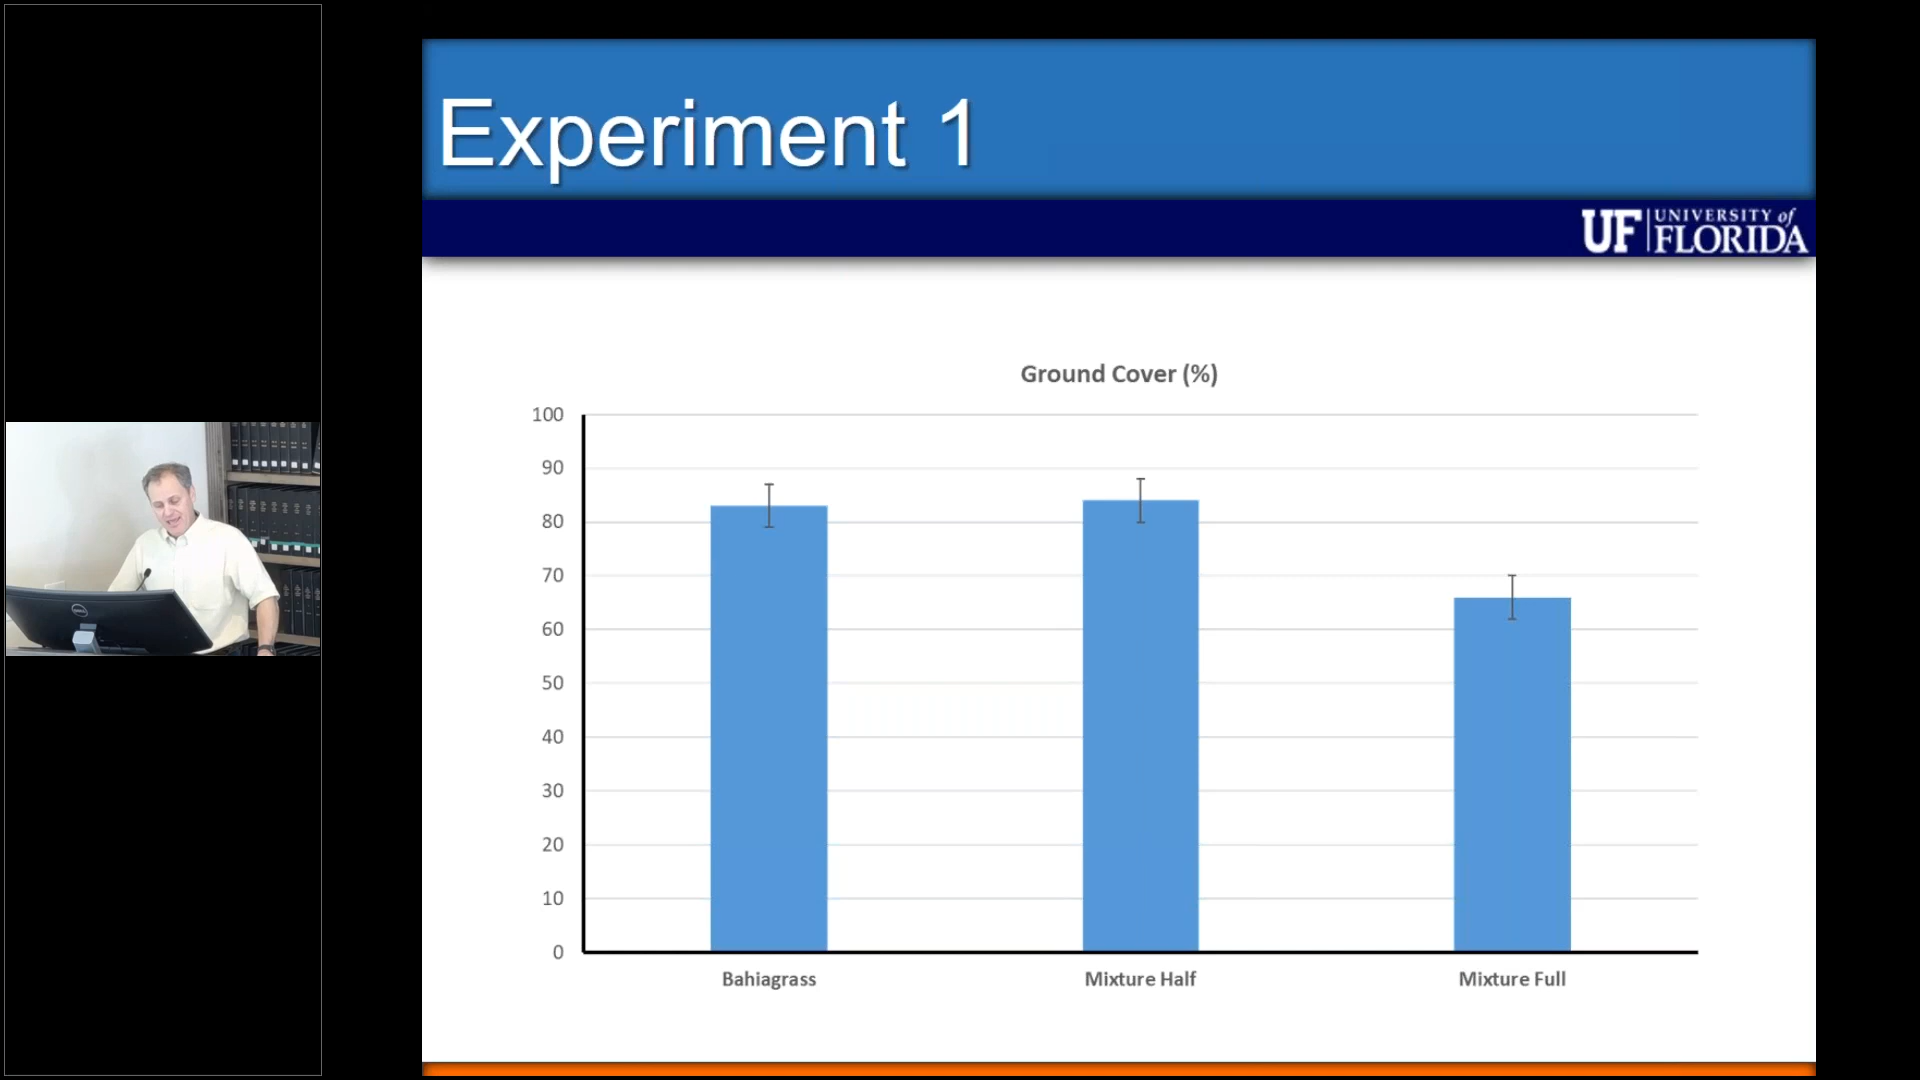 Experiment 1
UF UNIVERSITY of
FLORIDA
Ground Cover (%)
100
90
80
70
60
50
40
30
20
10
0
Bahiagrass Mixture Half Mixture Full
DELL